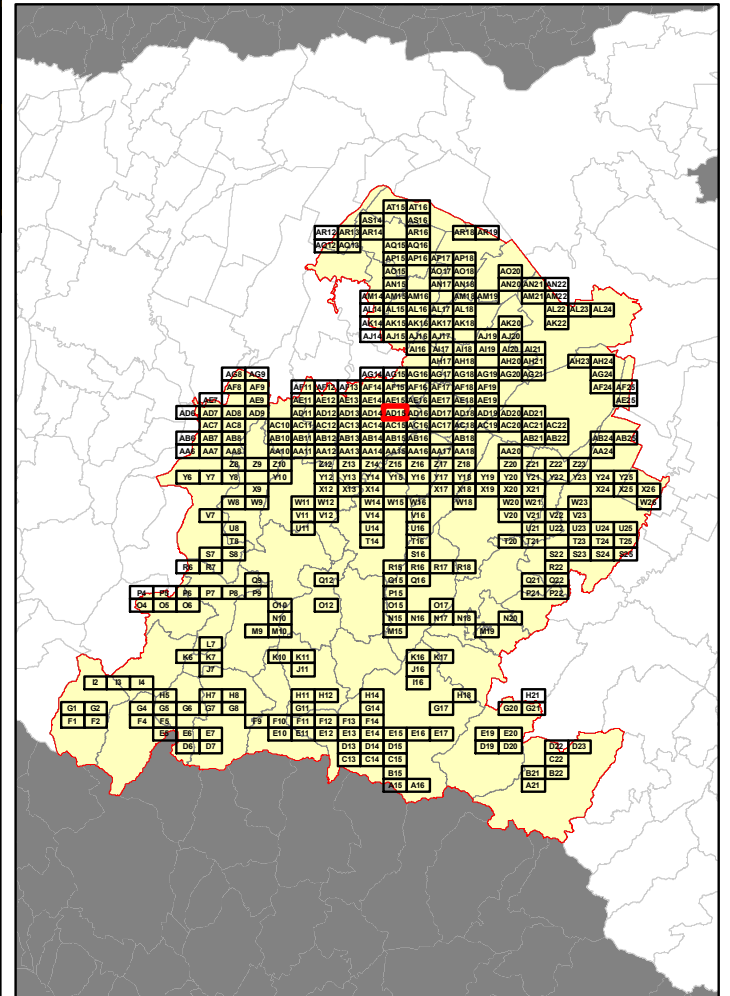 AT15 AT16
AS14 AS16
AR12 AR13 AR14 AR16 AR18 AR19
AQ12 AQ13 AQ15 AQ16
AP15 AP16 AP17 AP18
AO15 AO17 AO18 AO20
AN15 AN17 AN18 AN20 AN21 AN22
AM14 AM15 AM16 AM18 AM19 AM21 AM22
AL14 AL15 AL16 AL17 AL18 AL22 AL23 AL24
AK14 AK15 AK16 AK17 AK18 AK20 AK22
AJ14 AJ15 AJ16 AJ17 AJ19 AJ20
AI16 AI17 AI18 AI19 AI20 AI21
AH17 AH18 AH20 AH21 AH23 AH24
AG8 AG9 AG14 AG15 AG16 AG17 AG18 AG19 AG20 AG21 AG24
AF8 AF9 AF11 AF12 AF13 AF14 AF15 AF16 AF17 AF18 AF19 AF24 AF25
AE7 AE9 AE11 AE12 AE13 AE14 AE15 AE16 AE17 AE18 AE19 AE25
AD6 AD7 AD8 AD9 AD11 AD12 AD13 AD14 AD15 AD16 AD17 AD18 AD19 AD20 AD21
AC7 AC8 AC10 AC11 AC12 AC13 AC14 AC15 AC16 AC17 AC18 AC19 AC20 AC21 AC22
AB6 AB7 AB8 AB10 AB11 AB12 AB13 AB14 AB15 AB16 AB18 AB21 AB22 AB24 AB25
AA6 AA7 AA8 AA10 AA11 AA12 AA13 AA14 AA15 AA16 AA17 AA18 AA20 AA24
Z8 Z9 Z10 Z12 Z13 Z14 Z15 Z16 Z17 Z18 Z20 Z21 Z22 Z23
Y6 Y7 Y8 Y10 Y12 Y13 Y14 Y15 Y16 Y17 Y18 Y19 Y20 Y21 Y22 Y24 Y25
X9 X12 X13 X14 X17 X18 X19 X20 X21 X24 X25 X26
W8 W9 W11 W12 W14 W15 W16 W18 W20 W21 W23 W26
V7 V11 V12 V14 V16 V20 V21 V22 V23
U8 U11 U14 U16 U21 U22 U23 U24 U25
T8 T14 T16 T20 T21 T23 T24 T25
S7 S8 S16 S22 S23 S24 S25
R6 R7 R15 R16 R17 R18 R22
Q9 Q12 Q15 Q16 Q21 Q22
P4 P5 P6 P7 P8 P9 P15 P21 P22
O4 O5 O6 O10 O12 O15 O17
N10 N15 N16 N17 N18 N20
M9 M10 M15 M19
L7
K6 K7 K10 K11 K16 K17
J7 J11 J16
I2 I3 I4 I16
H5 H7 H8 H11 H12 H14 H18 H21
G1 G2 G4 G5 G6 G7 G8 G11 G14 G17 G20 G21
F1 F2 F4 F5 F9 F10 F11 F12 F13 F14
E5 E6 E7 E10 E11 E12 E13 E14 E15 E16 E17 E19 E20
D6 D7 D13 D14 D15 D19 D20 D22 D23
C13 C14 C15 C22
B15 B21 B22
A15 A16 A21